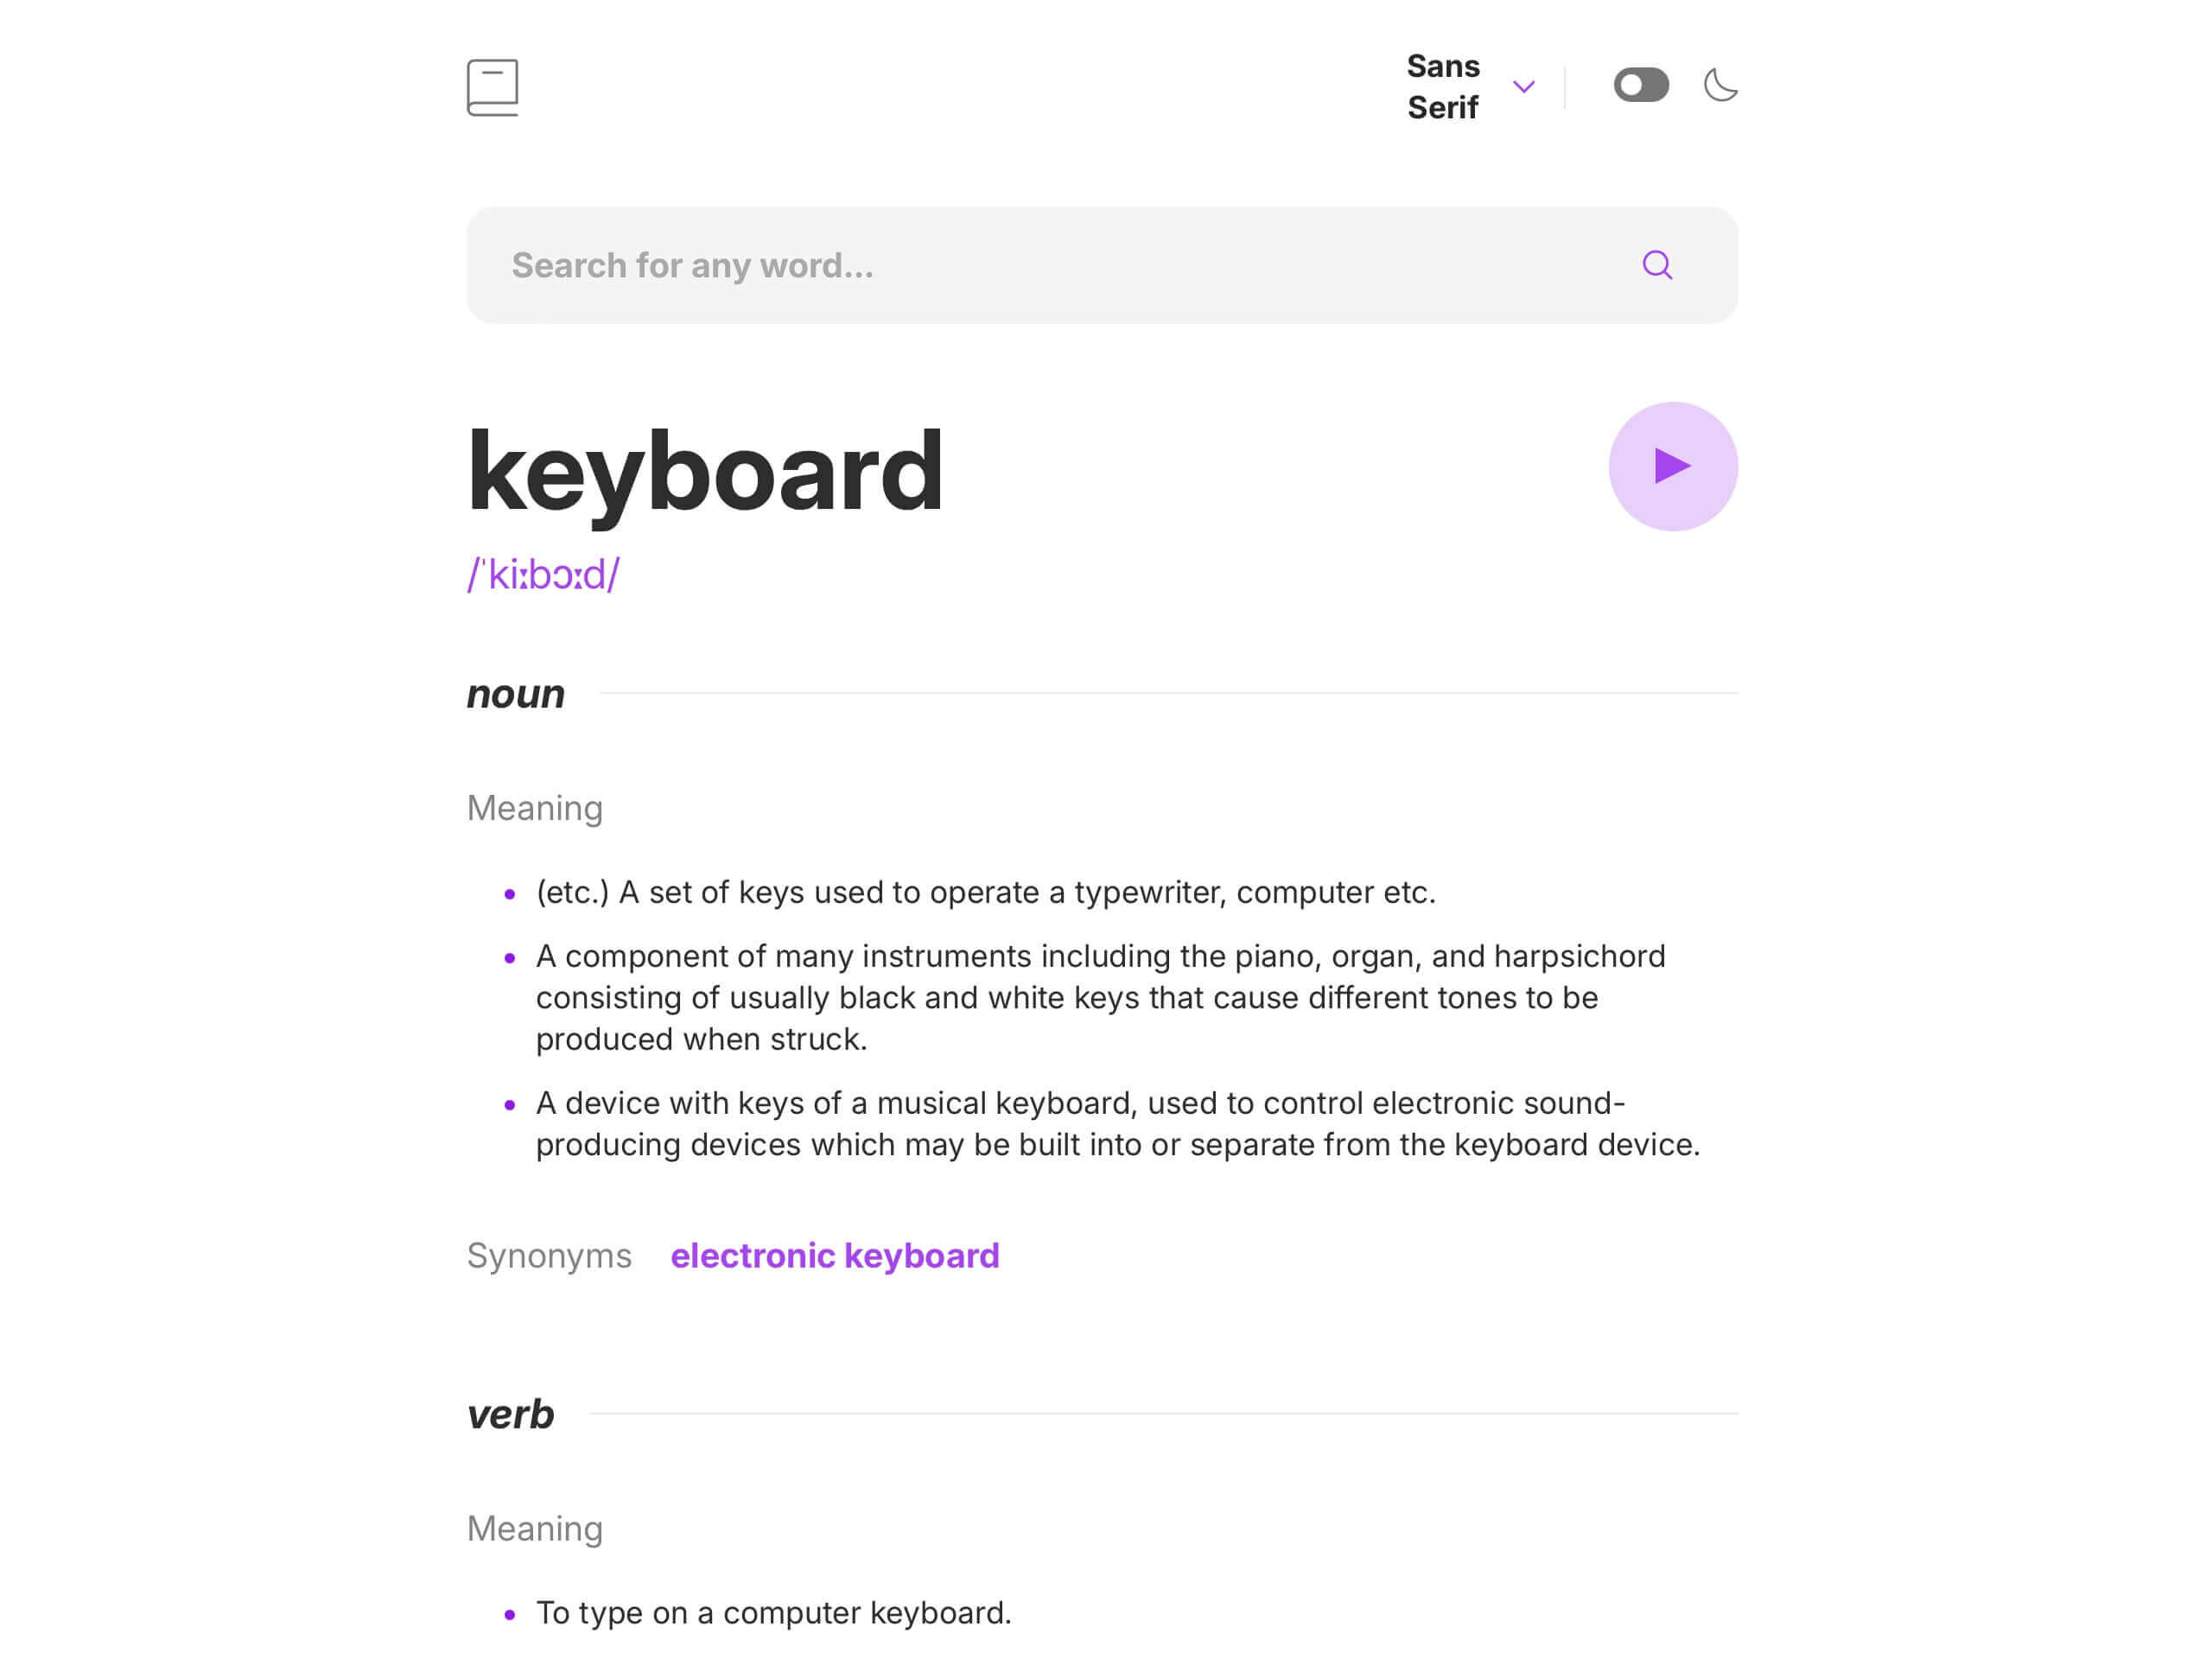 Sans
Serif
Search for any word…
keyboard
/ˈkiːbɔːd/
noun
Meaning
(etc.) A set of keys used to operate a typewriter, computer etc.
A component of many instruments including the piano, organ, and harpsichord
consisting of usually black and white keys that cause different tones to be
produced when struck.
A device with keys of a musical keyboard, used to control electronic sound-
producing devices which may be built into or separate from the keyboard device.
Synonyms electronic keyboard
verb
Meaning
To type on a computer keyboard.